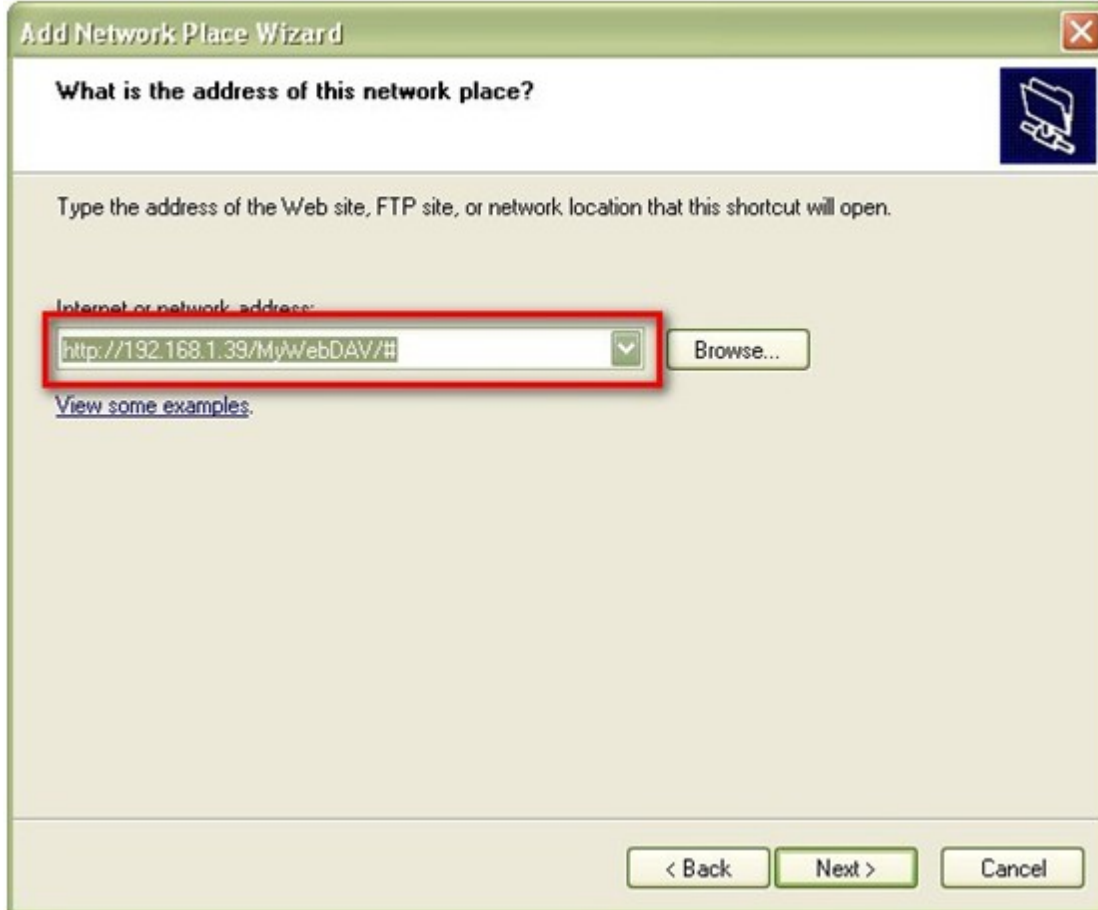 Add Network Place Wizard
What is the address of this network place?
Type the address of the Web site, FTP site, or network location that this shortcut will open.
Internet or network address:
http://192.168.1.39/MyWebDAV/#
Browse...
View some examples.
< Back
Next >
Cancel